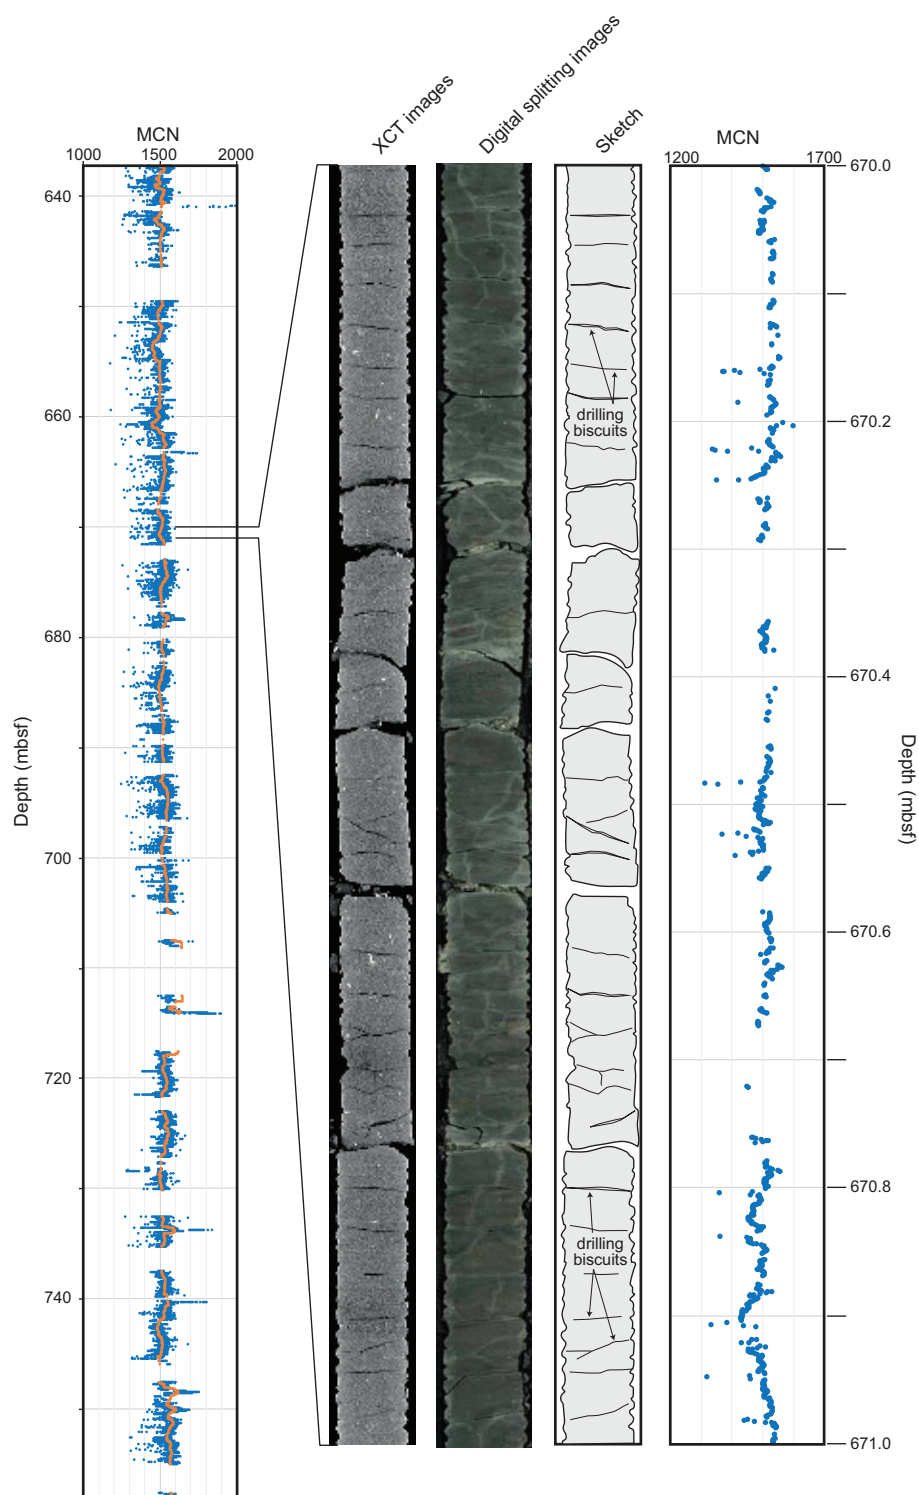 XCT images
Digital splitting images
Sketch
MCN
1000 1500 2000
MCN
1200 1700
640
660
680
700
720
740
Depth (mbsf)
drilling
biscuits
drilling
biscuits
670.0
670.2
670.4
670.6
670.8
671.0
Depth (mbsf)